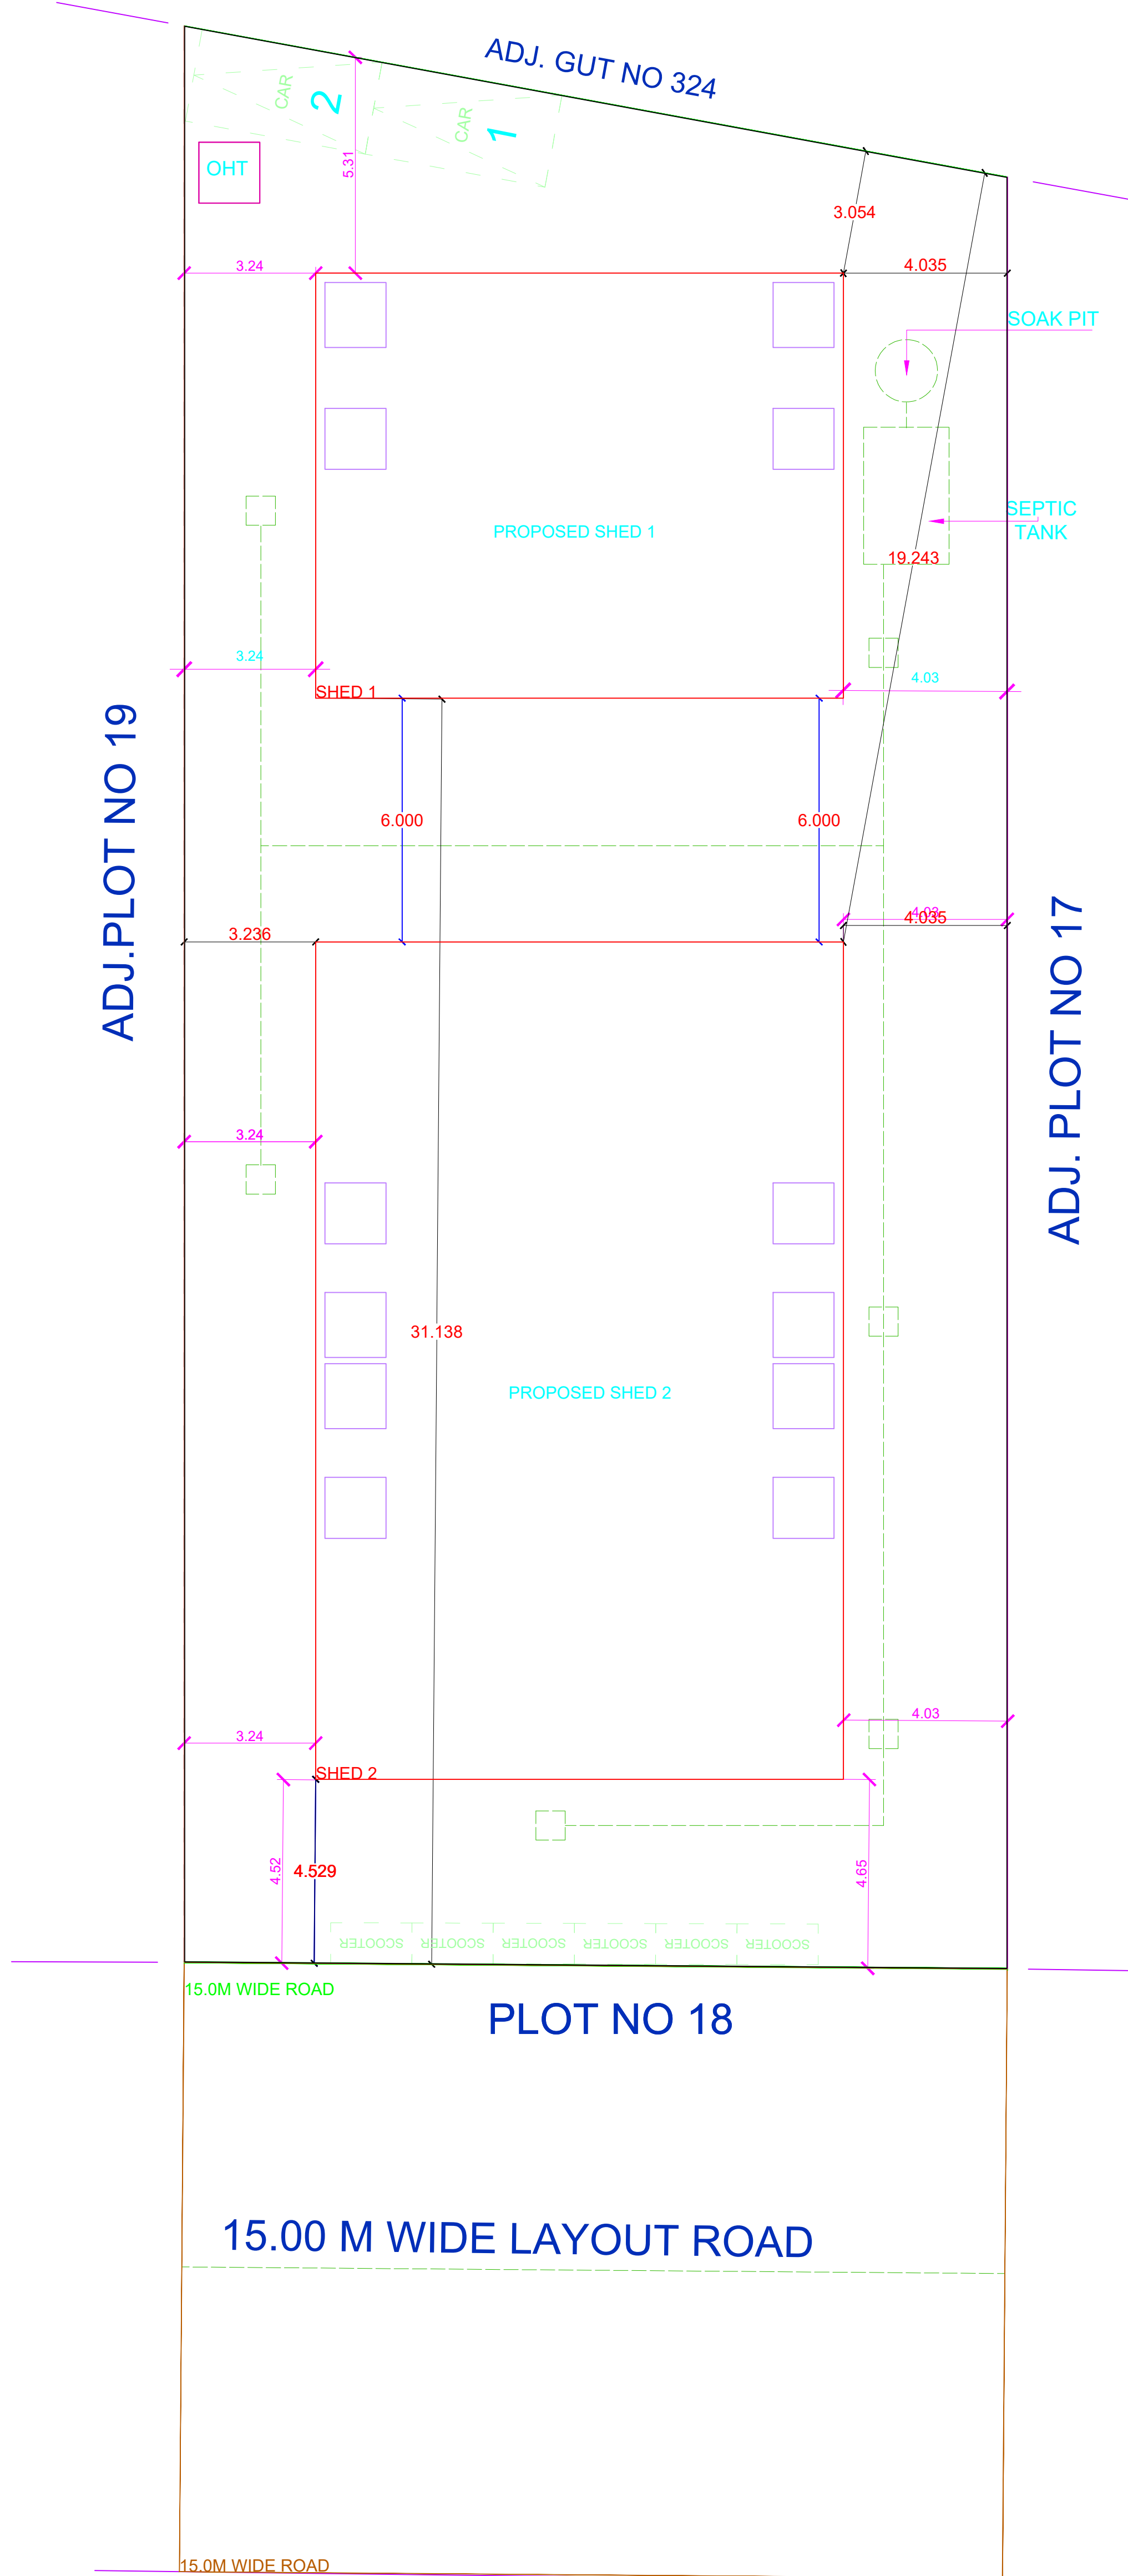 ADJ. GUT NO 324
CAR
2
CAR
1
OHT
5.31
3.054
3.24
4.035
SOAK PIT
PROPOSED SHED 1
SEPTIC
TANK
19.243
3.24
4.03
SHED 1
ADJ.PLOT NO 19
6.000
6.000
4.03
4.035
3.236
ADJ. PLOT NO 17
3.24
31.138
PROPOSED SHED 2
4.03
3.24
SHED 2
4.52
4.529
4.65
SCOOTER
SCOOTER
SCOOTER
SCOOTER
SCOOTER
SCOOTER
15.0M WIDE ROAD
PLOT NO 18
15.00 M WIDE LAYOUT ROAD
15.0M WIDE ROAD